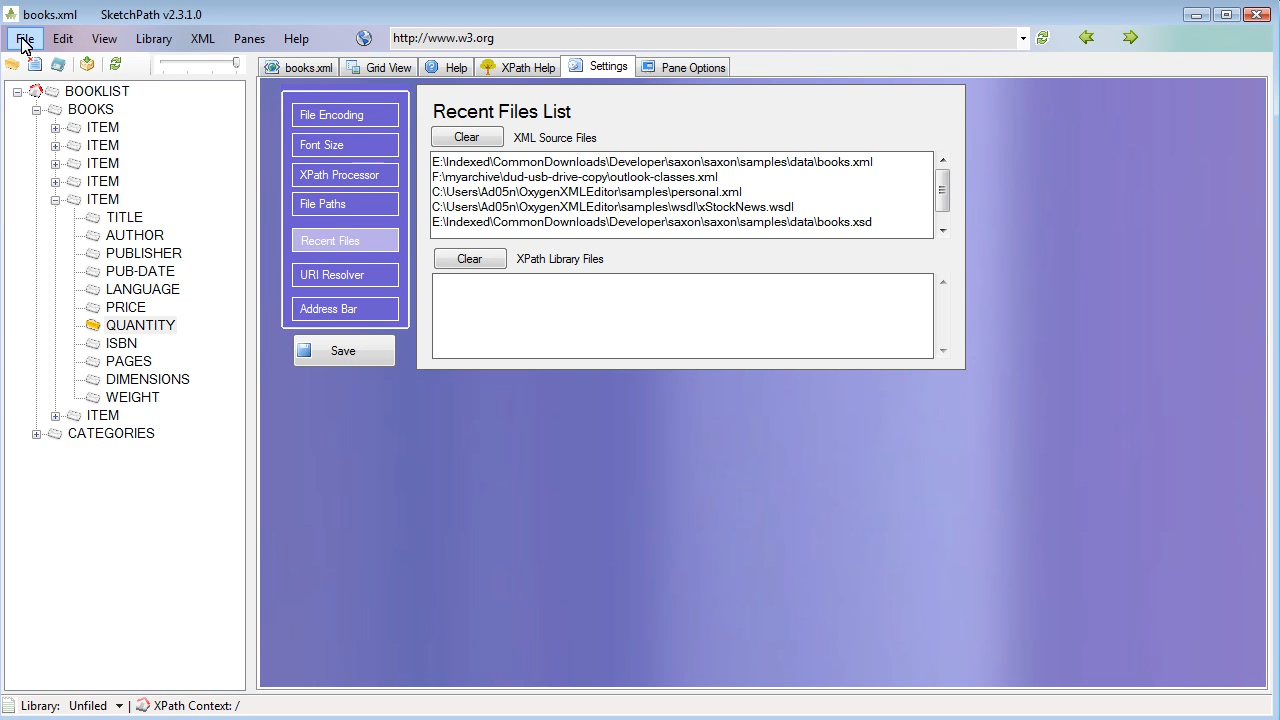 books.xml SketchPath v2.3.1.0
File Edit View Library XML Panes Help http://www.w3.org
books.xml Grid View Help XPath Help Settings Pane Options
BOOKLIST
BOOKS
ITEM
ITEM
ITEM
ITEM
ITEM
TITLE
AUTHOR
PUBLISHER
PUB-DATE
LANGUAGE
PRICE
QUANTITY
ISBN
PAGES
DIMENSIONS
WEIGHT
ITEM
CATEGORIES
File Encoding
Font Size
XPath Processor
File Paths
Recent Files
URI Resolver
Address Bar
Save
Recent Files List
Clear XML Source Files
E:\Indexed\CommonDownloads\Developer\saxon\saxon\samples\data\books.xml
F:\myarchive\dud-usb-drive-copy\outlook-classes.xml
C:\Users\Ad05n\OxygenXMLEditor\samples\personal.xml
C:\Users\Ad05n\OxygenXMLEditor\samples\wsdl\xStockNews.wsdl
E:\Indexed\CommonDownloads\Developer\saxon\saxon\samples\data\books.xsd
Clear XPath Library Files
Library: Unfiled XPath Context: /